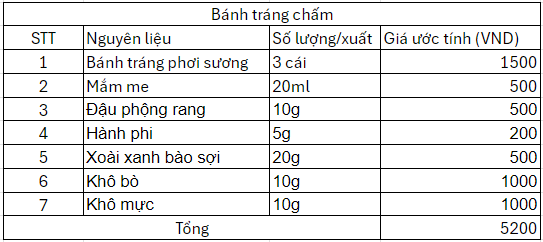 Bánh tráng chấm
STT Nguyên liệu Số lượng/xuất Giá ước tính (VND)
1 Bánh tráng phơi sương 3 cái 1500
2 Mắm me 20ml 500
3 Đậu phộng rang 10g 500
4 Hành phi 5g 200
5 Xoài xanh bào sợi 20g 500
6 Khô bò 10g 1000
7 Khô mực 10g 1000
Tổng 5200